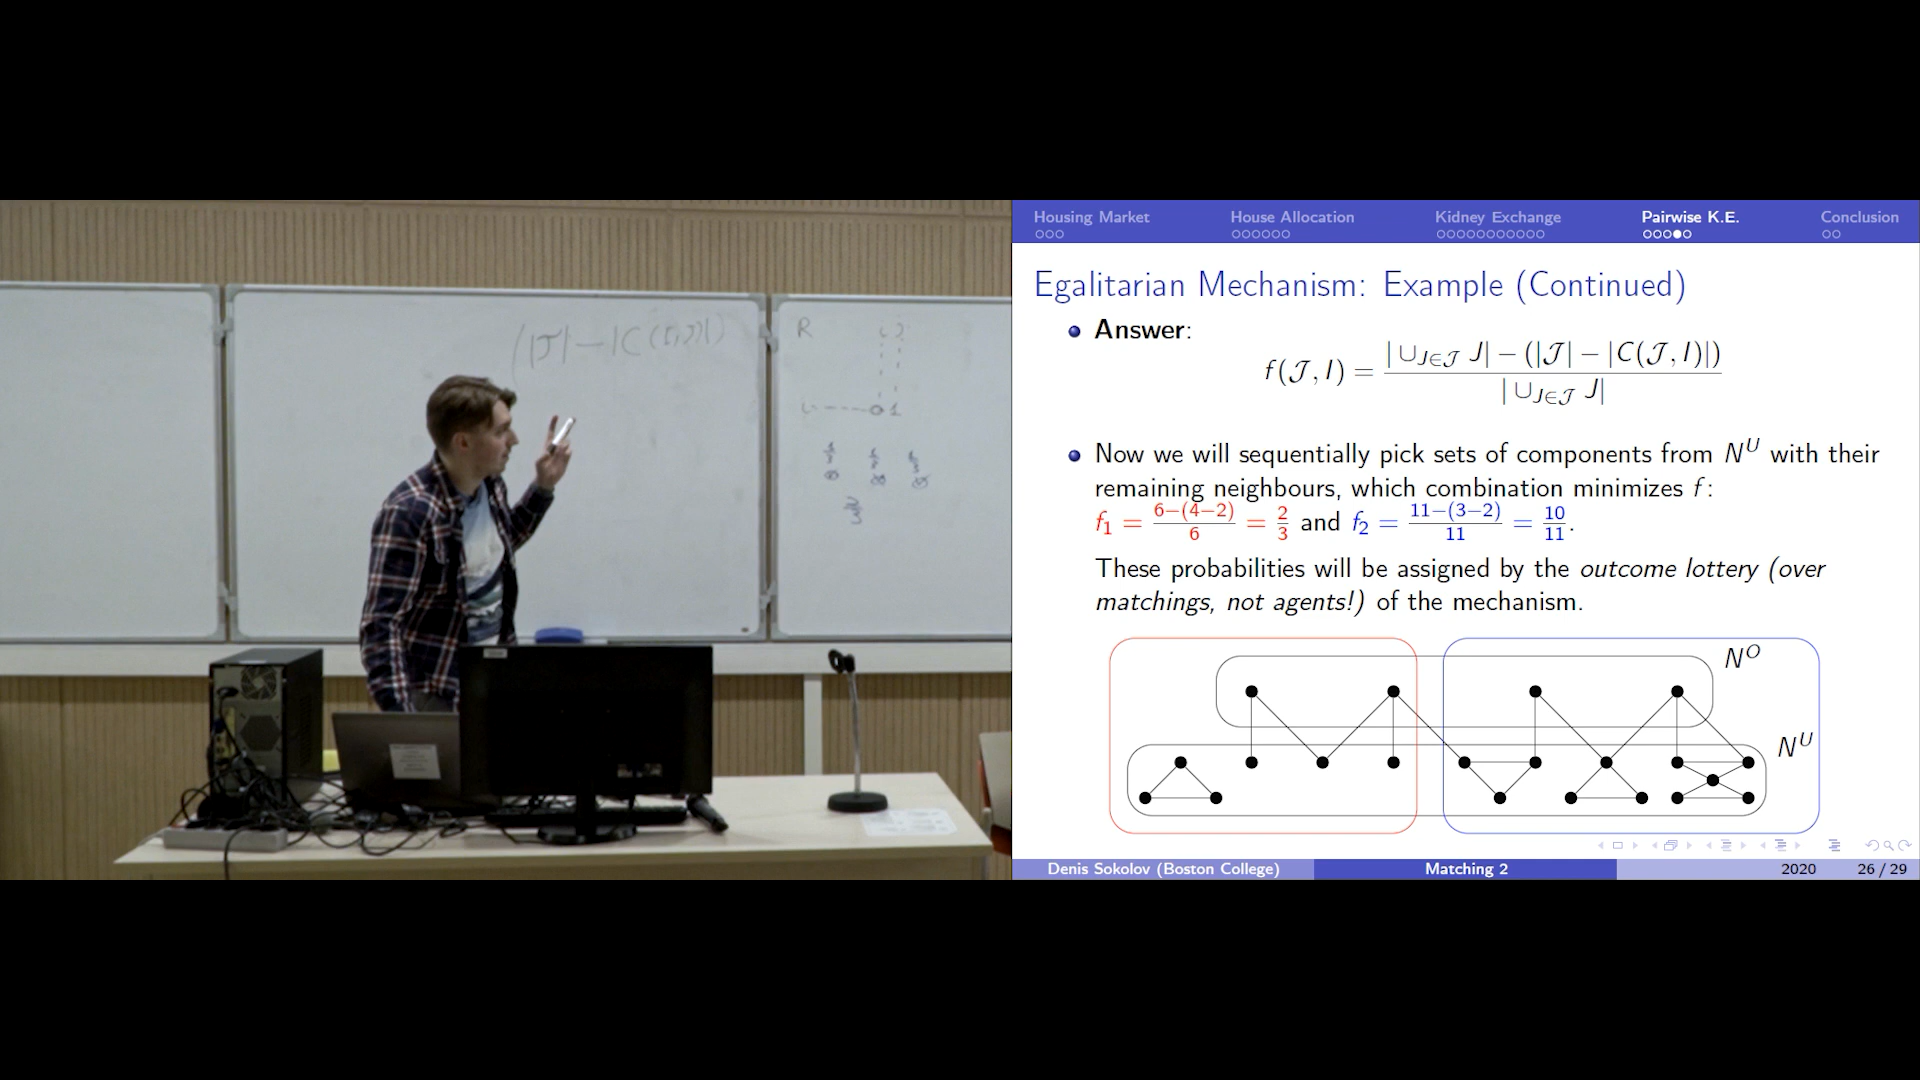 (|J|-|C(J,I)|)
R
1
Housing Market House Allocation Kidney Exchange Pairwise K.E. Conclusion
Egalitarian Mechanism: Example (Continued)
• Answer:
f(𝒥, I) = (|∪_{J∈𝒥} J| − (|𝒥| − |C(𝒥, I)|)) / |∪_{J∈𝒥} J|
• Now we will sequentially pick sets of components from N^U with their
remaining neighbours, which combination minimizes f:
f₁ = (6−(4−2))/6 = 2/3 and f₂ = (11−(3−2))/11 = 10/11.
These probabilities will be assigned by the outcome lottery (over
matchings, not agents!) of the mechanism.
N^O
N^U
Denis Sokolov (Boston College) Matching 2 2020 26 / 29